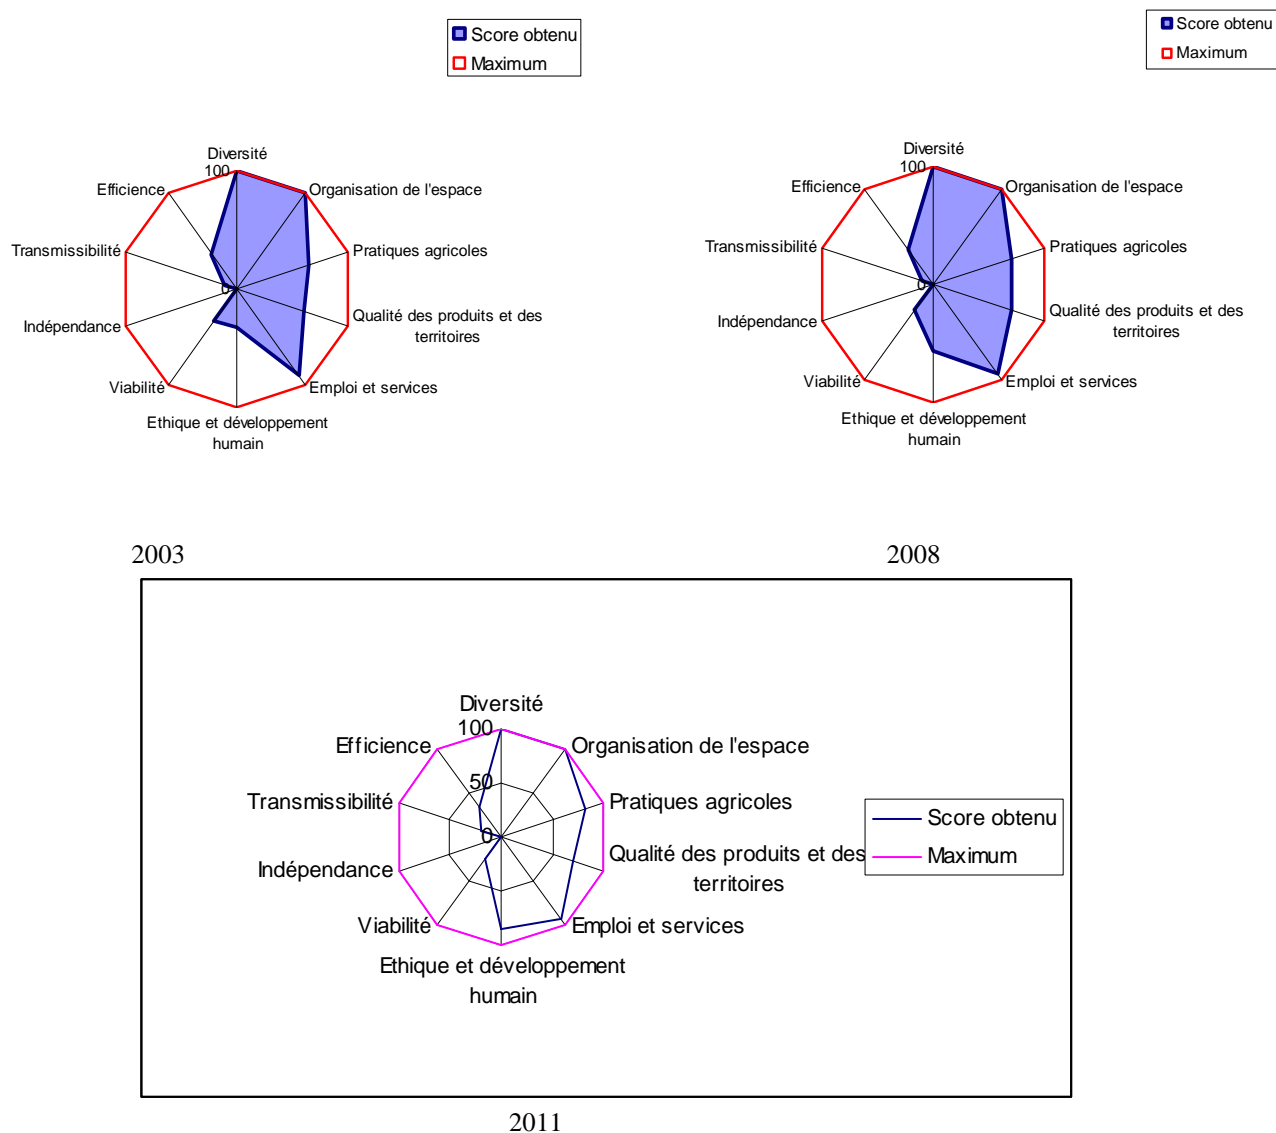 Score obtenu
Maximum
Diversité
100
Efficience
Organisation de l'espace
Transmissibilité
Pratiques agricoles
0
Indépendance
Qualité des produits et des
territoires
Viabilité
Emploi et services
Ethique et développement
humain
2003
Score obtenu
Maximum
Diversité
100
Efficience
Organisation de l'espace
Transmissibilité
Pratiques agricoles
0
Indépendance
Qualité des produits et des
territoires
Viabilité
Emploi et services
Ethique et développement
humain
2008
Diversité
100
Efficience
Organisation de l'espace
50
Transmissibilité
Pratiques agricoles
0
Indépendance
Qualité des produits et des
territoires
Viabilité
Emploi et services
Ethique et développement
humain
Score obtenu
Maximum
2011